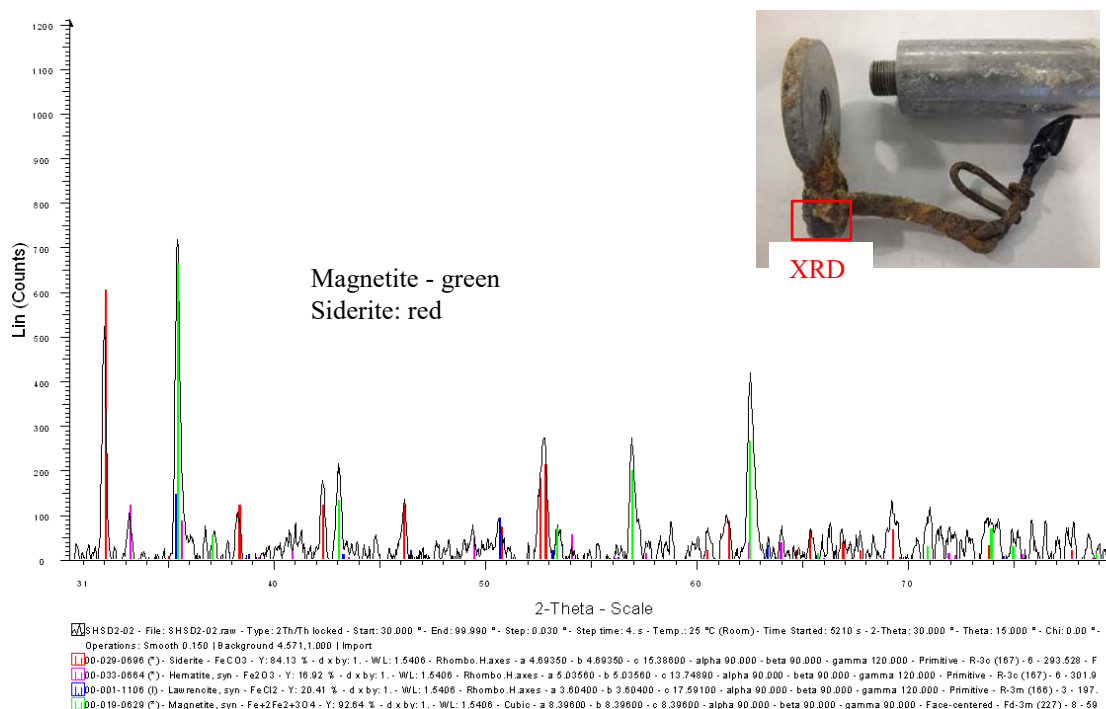 1200
1100
1000
900
800
700
600
500
400
300
200
100
0
Lin (Counts)
Magnetite - green
Siderite: red
XRD
31 40 50 60 70
2-Theta - Scale
SHSD2-02 - File: SHSD2-02.raw - Type: 2Th/Th locked - Start: 30.000 ° - End: 99.990 ° - Step: 0.030 ° - Step time: 4. s - Temp.: 25 °C (Room) - Time Started: 5210 s - 2-Theta: 30.000 ° - Theta: 15.000 ° - Chi: 0.00 ° -
Operations: Smooth 0.150 | Background 4.571,1.000 | Import
00-029-0696 (*) - Siderite - FeCO3 - Y: 84.13 % - d x by: 1. - WL: 1.5406 - Rhombo.H.axes - a 4.69350 - b 4.69350 - c 15.38600 - alpha 90.000 - beta 90.000 - gamma 120.000 - Primitive - R-3c (167) - 6 - 293.528 - F
00-033-0664 (*) - Hematite, syn - Fe2O3 - Y: 16.92 % - d x by: 1. - WL: 1.5406 - Rhombo.H.axes - a 5.03560 - b 5.03560 - c 13.74890 - alpha 90.000 - beta 90.000 - gamma 120.000 - Primitive - R-3c (167) - 6 - 301.9
00-001-1106 (I) - Lawrencite, syn - FeCl2 - Y: 20.41 % - d x by: 1. - WL: 1.5406 - Rhombo.H.axes - a 3.60400 - b 3.60400 - c 17.59100 - alpha 90.000 - beta 90.000 - gamma 120.000 - Primitive - R-3m (166) - 3 - 197.
00-019-0629 (*) - Magnetite, syn - Fe+2Fe2+3O4 - Y: 92.64 % - d x by: 1. - WL: 1.5406 - Cubic - a 8.39600 - b 8.39600 - c 8.39600 - alpha 90.000 - beta 90.000 - gamma 90.000 - Face-centered - Fd-3m (227) - 8 - 59